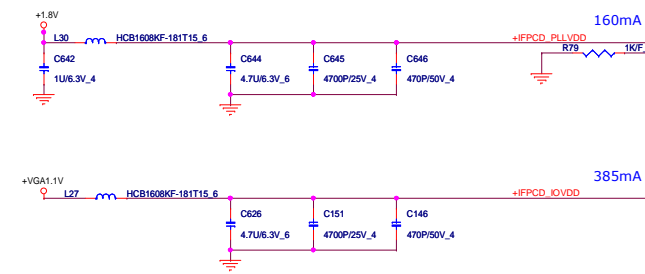 +1.8V
160mA
L30 HCB1608KF-181T15_6 +IFPCD_PLLVDD
R79 1K/F
C642 C644 C645 C646
1U/6.3V_4 4.7U/6.3V_6 4700P/25V_4 470P/50V_4
+VGA1.1V
385mA
L27 HCB1608KF-181T15_6 +IFPCD_IOVDD
C626 C151 C146
4.7U/6.3V_6 4700P/25V_4 470P/50V_4